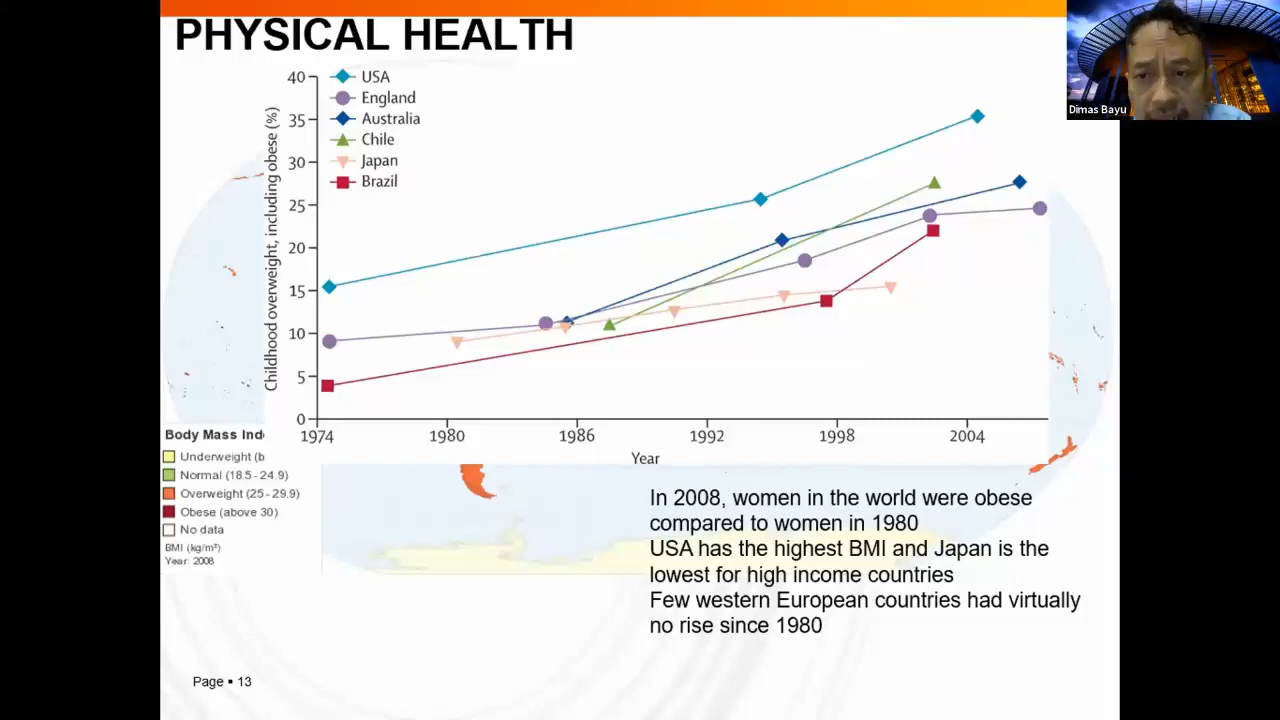 PHYSICAL HEALTH
Dimas Bayu
Childhood overweight, including obese (%)
40
35
30
25
20
15
10
5
0
USA
England
Australia
Chile
Japan
Brazil
1974
1980
1986
1992
1998
2004
Year
Body Mass Ind
Underweight (b
Normal (18.5 - 24.9)
Overweight (25 - 29.9)
Obese (above 30)
No data
BMI (kg/m²)
Year: 2008
In 2008, women in the world were obese
compared to women in 1980
USA has the highest BMI and Japan is the
lowest for high income countries
Few western European countries had virtually
no rise since 1980
Page ▪ 13